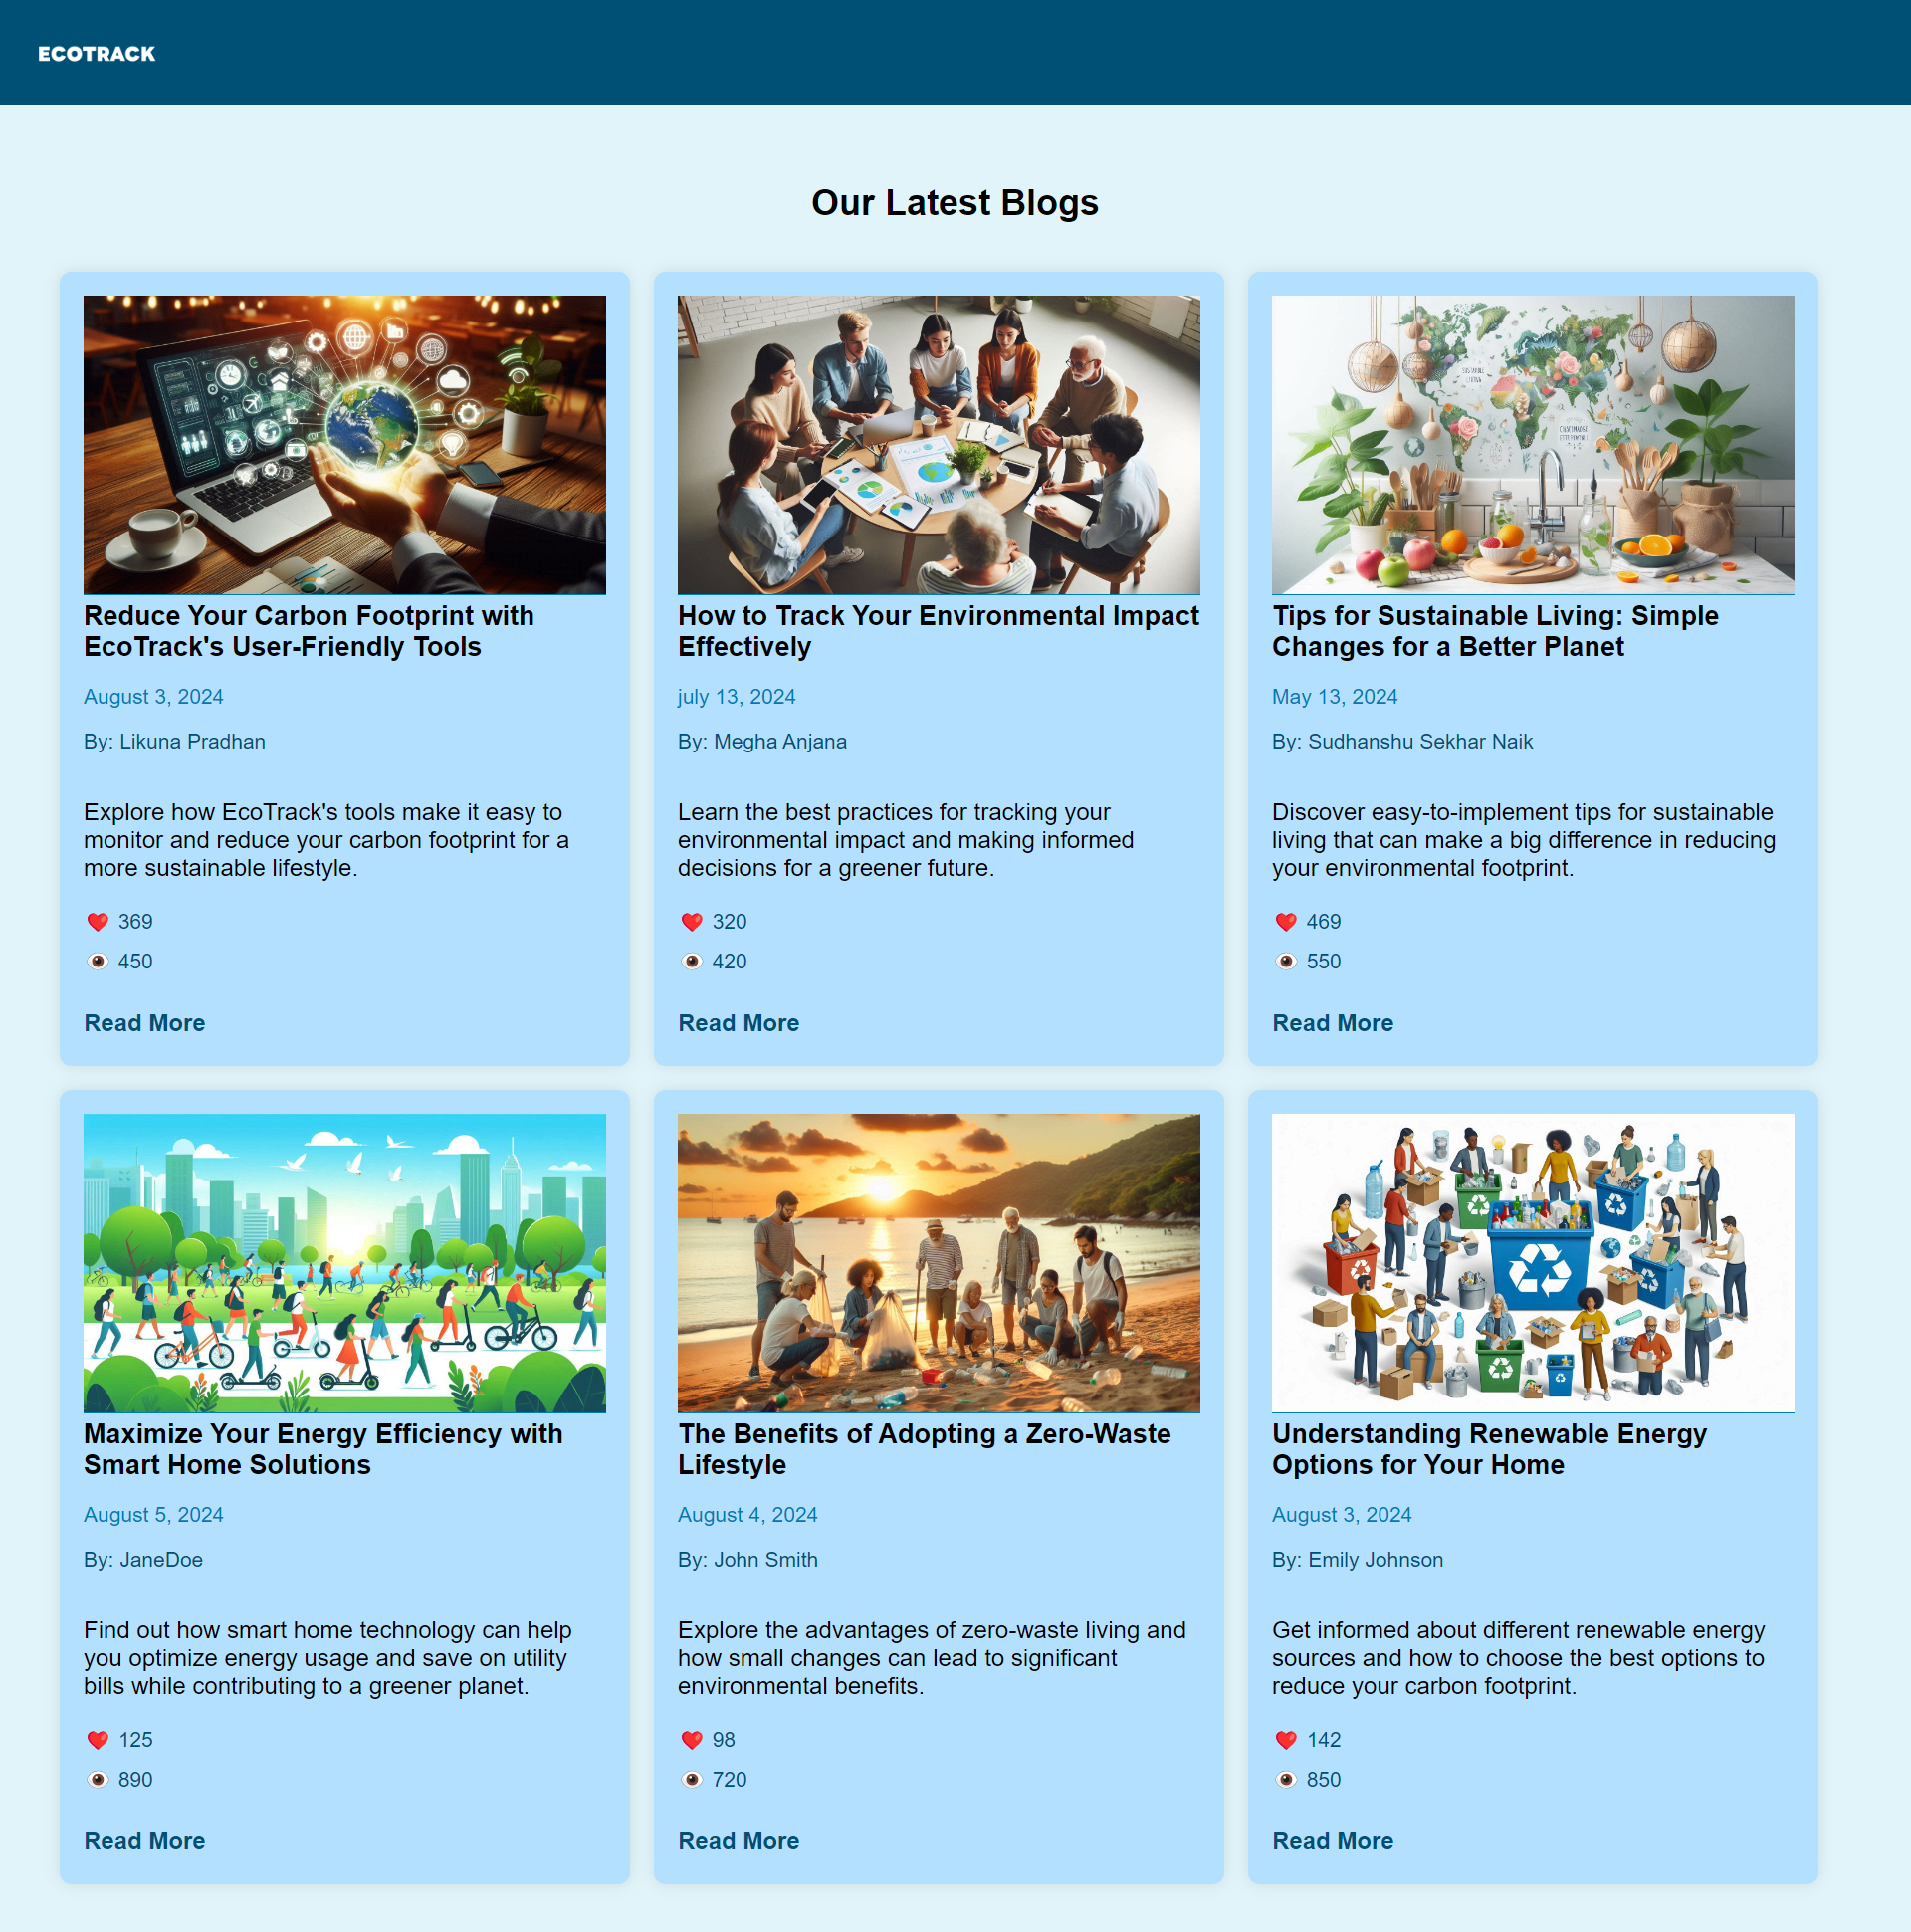 ECOTRACK
Our Latest Blogs
Reduce Your Carbon Footprint with
EcoTrack's User-Friendly Tools
August 3, 2024
By: Likuna Pradhan
Explore how EcoTrack's tools make it easy to
monitor and reduce your carbon footprint for a
more sustainable lifestyle.
369
450
Read More
How to Track Your Environmental Impact
Effectively
july 13, 2024
By: Megha Anjana
Learn the best practices for tracking your
environmental impact and making informed
decisions for a greener future.
320
420
Read More
Tips for Sustainable Living: Simple
Changes for a Better Planet
May 13, 2024
By: Sudhanshu Sekhar Naik
Discover easy-to-implement tips for sustainable
living that can make a big difference in reducing
your environmental footprint.
469
550
Read More
Maximize Your Energy Efficiency with
Smart Home Solutions
August 5, 2024
By: JaneDoe
Find out how smart home technology can help
you optimize energy usage and save on utility
bills while contributing to a greener planet.
125
890
Read More
The Benefits of Adopting a Zero-Waste
Lifestyle
August 4, 2024
By: John Smith
Explore the advantages of zero-waste living and
how small changes can lead to significant
environmental benefits.
98
720
Read More
Understanding Renewable Energy
Options for Your Home
August 3, 2024
By: Emily Johnson
Get informed about different renewable energy
sources and how to choose the best options to
reduce your carbon footprint.
142
850
Read More